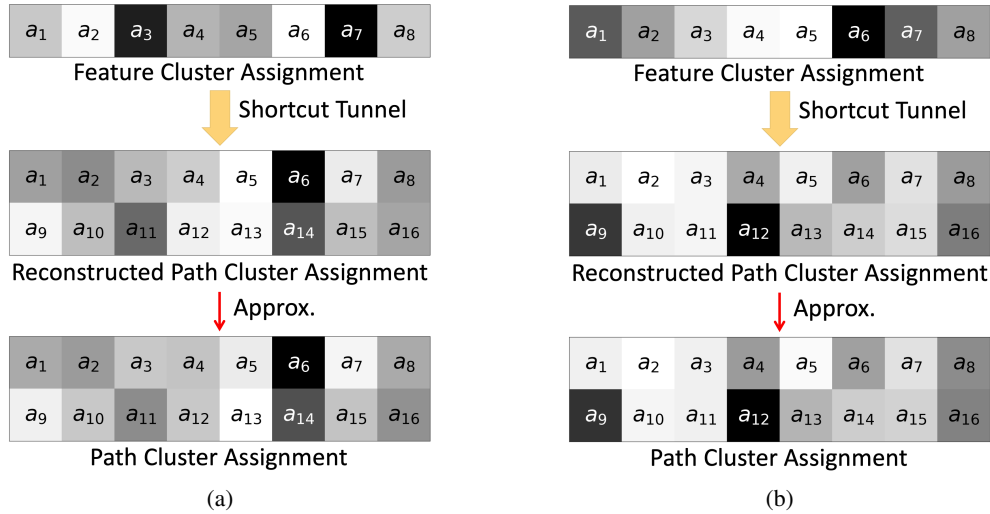 a1 a2 a3 a4 a5 a6 a7 a8
Feature Cluster Assignment
Shortcut Tunnel
a1 a2 a3 a4 a5 a6 a7 a8
a9 a10 a11 a12 a13 a14 a15 a16
Reconstructed Path Cluster Assignment
Approx.
a1 a2 a3 a4 a5 a6 a7 a8
a9 a10 a11 a12 a13 a14 a15 a16
Path Cluster Assignment
(a)
a1 a2 a3 a4 a5 a6 a7 a8
Feature Cluster Assignment
Shortcut Tunnel
a1 a2 a3 a4 a5 a6 a7 a8
a9 a10 a11 a12 a13 a14 a15 a16
Reconstructed Path Cluster Assignment
Approx.
a1 a2 a3 a4 a5 a6 a7 a8
a9 a10 a11 a12 a13 a14 a15 a16
Path Cluster Assignment
(b)